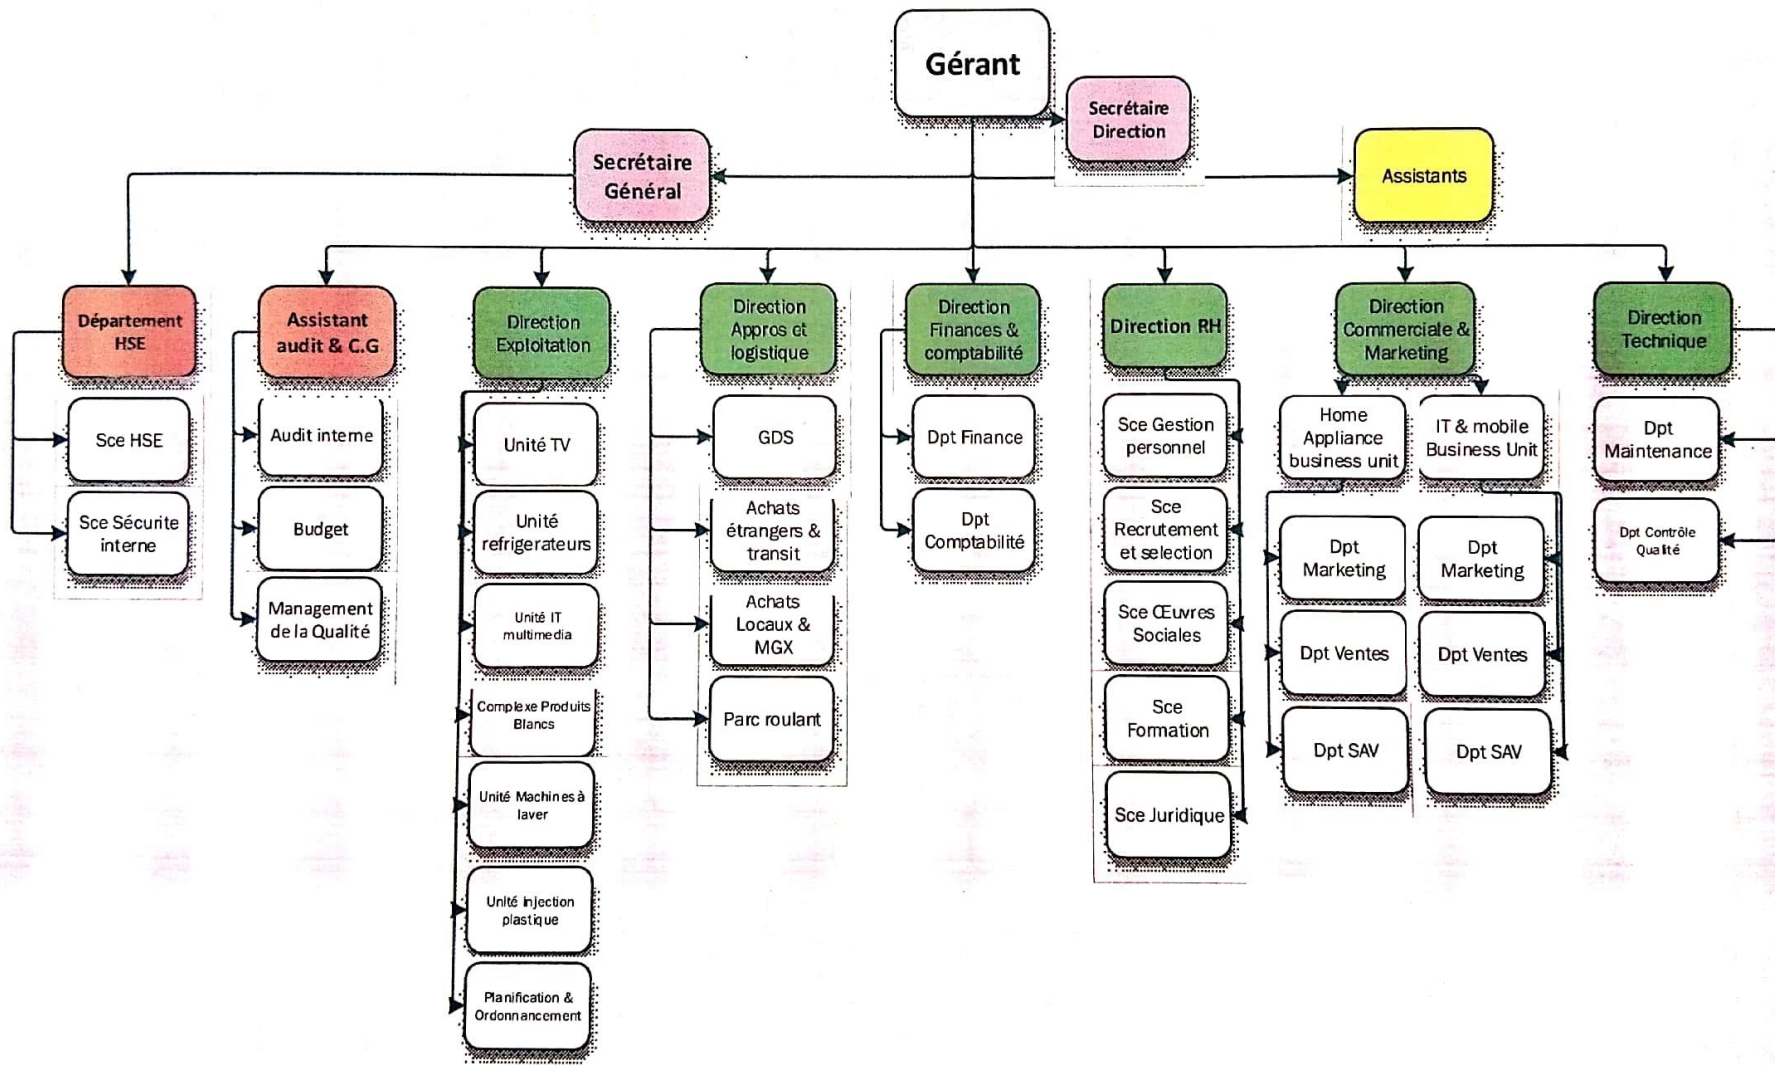 Gérant
Secrétaire
Direction
Secrétaire
Général
Assistants
Département
HSE
Assistant
audit & C.G
Direction
Exploitation
Direction
Appros et
logistique
Direction
Finances &
comptabilité
Direction RH
Direction
Commerciale &
Marketing
Direction
Technique
Sce HSE
Sce Sécurite
interne
Audit interne
Budget
Management
de la Qualité
Unité TV
Unité
refrigerateurs
Unité IT
multimedia
Complexe Produits
Blancs
Unité Machines à
laver
Unité injection
plastique
Planification &
Ordonnancement
GDS
Achats
étrangers &
transit
Achats
Locaux &
MGX
Parc roulant
Dpt Finance
Dpt
Comptabilité
Sce Gestion
personnel
Sce
Recrutement
et selection
Sce Œuvres
Sociales
Sce
Formation
Sce Juridique
Home
Appliance
business unit
Dpt
Marketing
Dpt Ventes
Dpt SAV
IT & mobile
Business Unit
Dpt
Marketing
Dpt Ventes
Dpt SAV
Dpt
Maintenance
Dpt Contrôle
Qualité